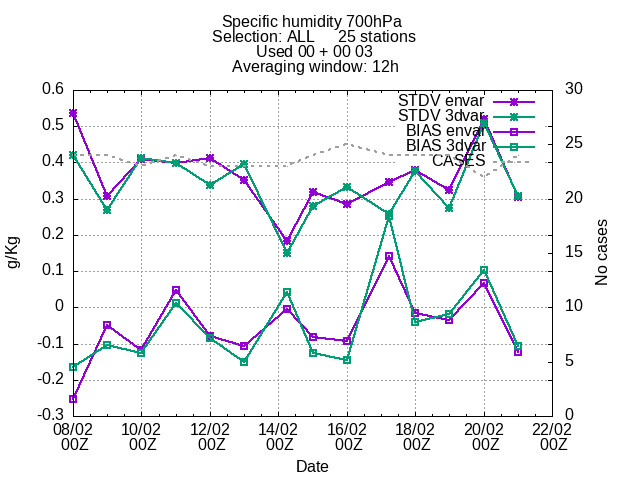 Specific humidity 700hPa
Selection: ALL 25 stations
Used 00 + 00 03
Averaging window: 12h
STDV envar
STDV 3dvar
BIAS envar
BIAS 3dvar
CASES
0.6
0.5
0.4
0.3
0.2
0.1
0
-0.1
-0.2
-0.3
g/Kg
30
25
20
15
10
5
0
No cases
08/02 10/02 12/02 14/02 16/02 18/02 20/02 22/02
00Z 00Z 00Z 00Z 00Z 00Z 00Z 00Z
Date